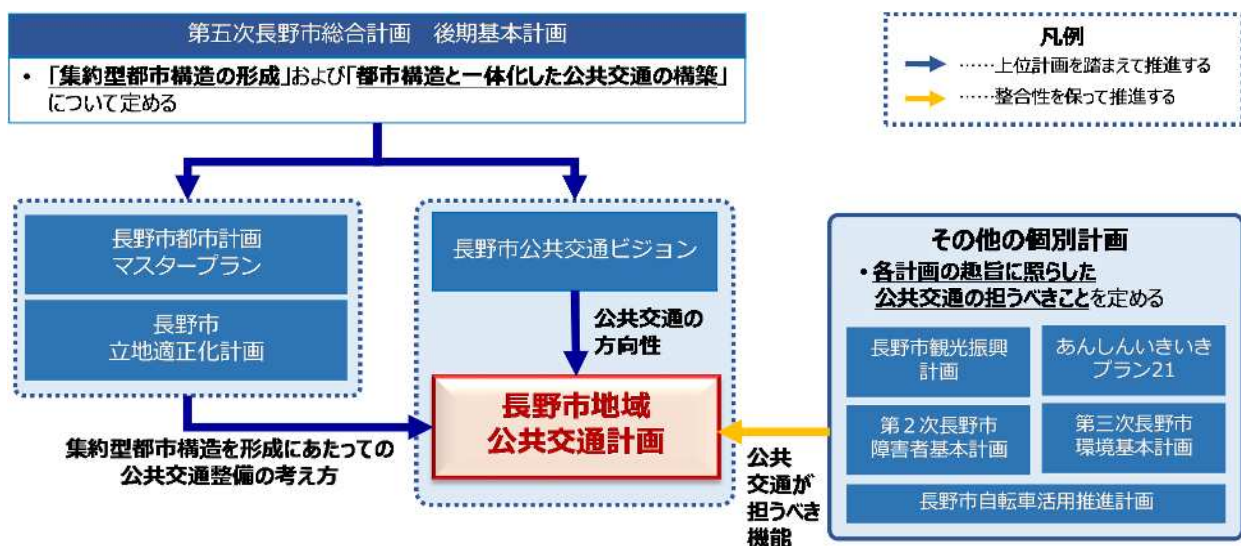 第五次長野市総合計画 後期基本計画
・「集約型都市構造の形成」および「都市構造と一体化した公共交通の構築」
について定める
凡例
……上位計画を踏まえて推進する
……整合性を保って推進する
長野市都市計画
マスタープラン
長野市
立地適正化計画
長野市公共交通ビジョン
公共交通の
方向性
長野市地域
公共交通計画
集約型都市構造を形成にあたっての
公共交通整備の考え方
その他の個別計画
・各計画の趣旨に照らした
公共交通の担うべきことを定める
長野市観光振興
計画
あんしんいきいき
プラン21
第2次長野市
障害者基本計画
第三次長野市
環境基本計画
長野市自転車活用推進計画
公共
交通が
担うべき
機能